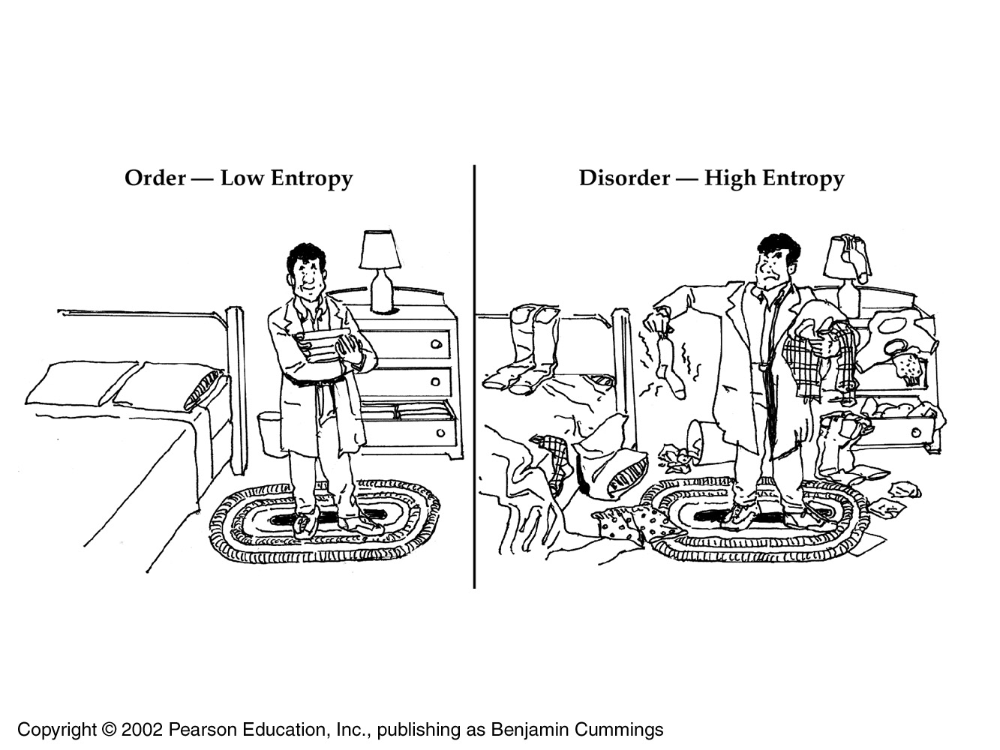 Order — Low Entropy
Disorder — High Entropy
Copyright © 2002 Pearson Education, Inc., publishing as Benjamin Cummings